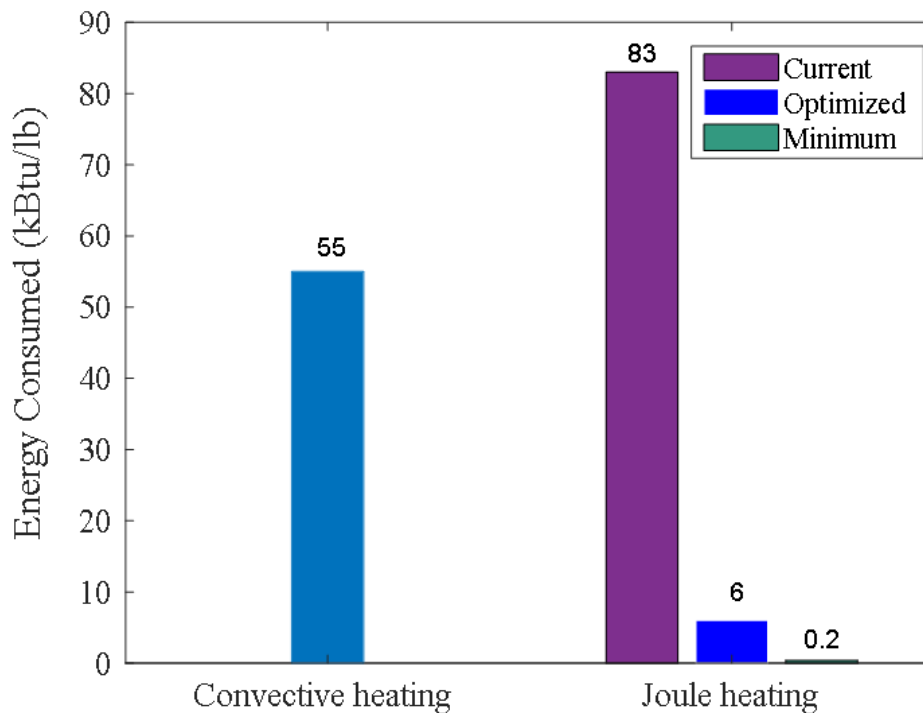 Energy Consumed (kBtu/lb)
90
80
70
60
50
40
30
20
10
0
55
83
6
0.2
Current
Optimized
Minimum
Convective heating
Joule heating